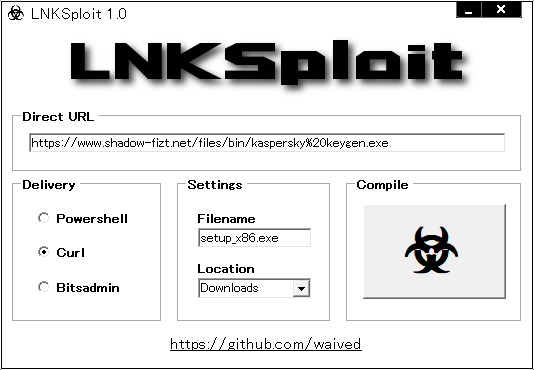 LNKSploit 1.0
LNKSploit
Direct URL
https://www.shadow-fizt.net/files/bin/kaspersky%20keygen.exe
Delivery
Powershell
Curl
Bitsadmin
Settings
Filename
setup_x86.exe
Location
Downloads
Compile
https://github.com/waived